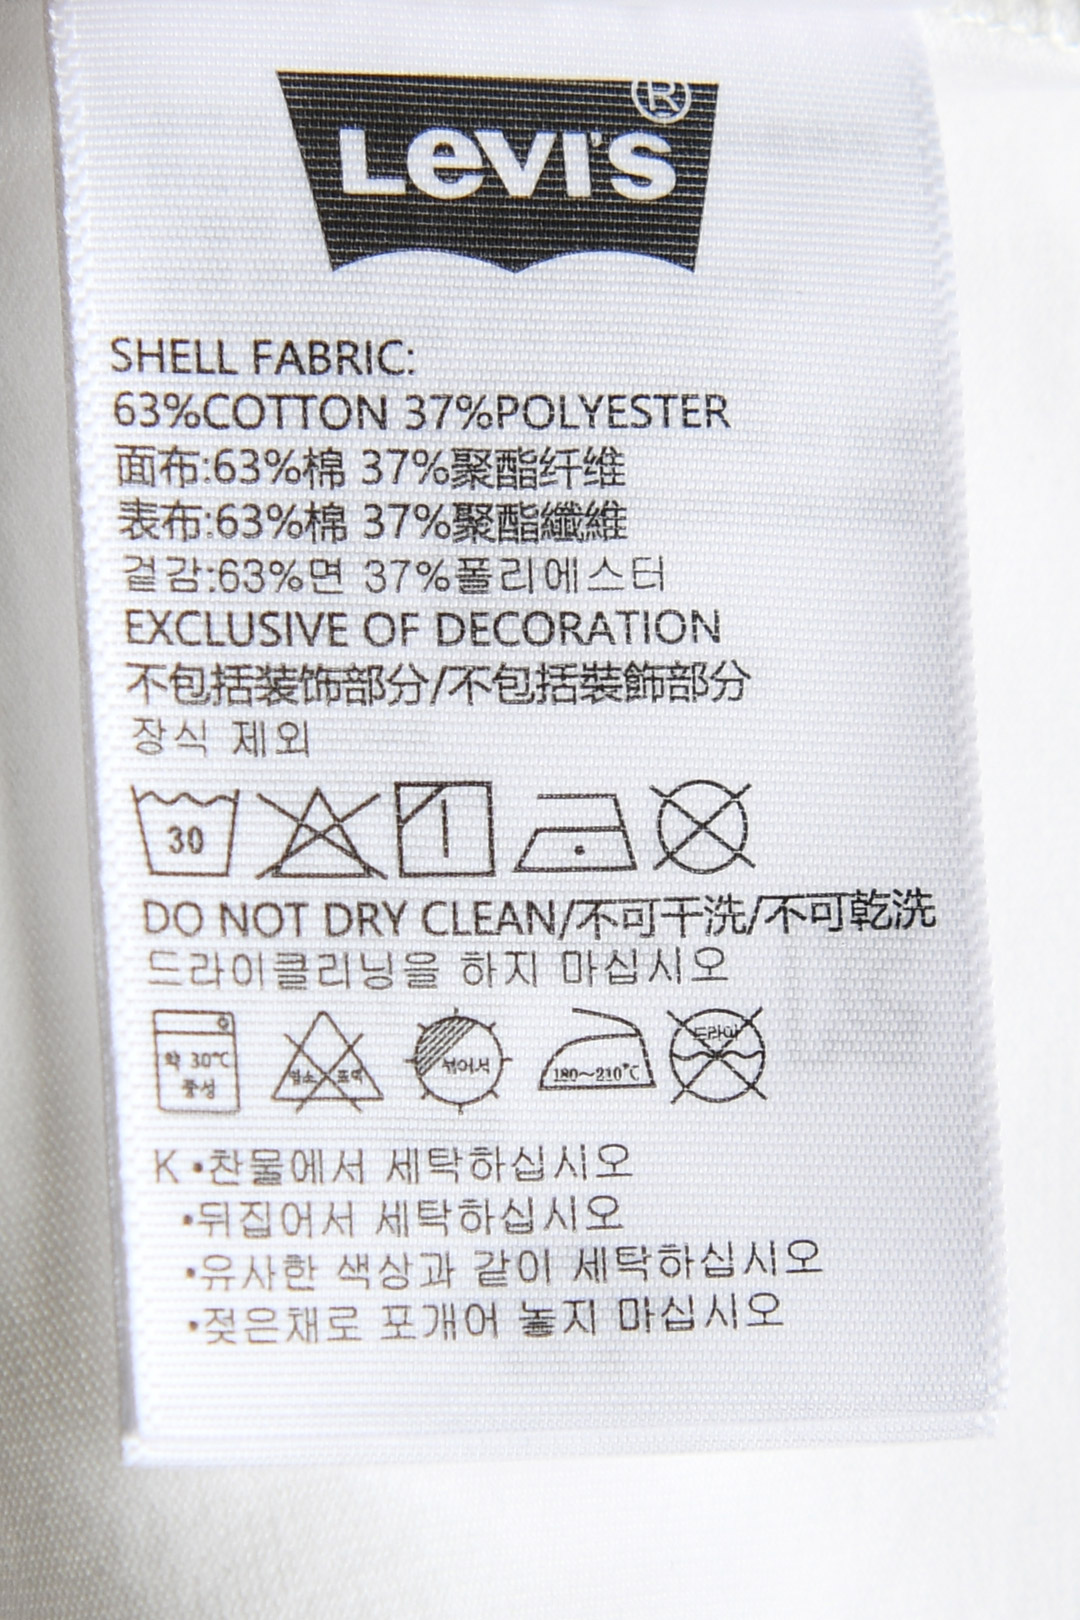 LEVI'S ®
SHELL FABRIC:
63%COTTON 37%POLYESTER
面布:63%棉 37%聚酯纤维
表布:63%棉 37%聚酯纖維
겉감:63%면 37%폴리에스터
EXCLUSIVE OF DECORATION
不包括装饰部分/不包括裝飾部分
장식 제외
30
DO NOT DRY CLEAN/不可干洗/不可乾洗
드라이클리닝을 하지 마십시오
약 30℃ 중성 염소 표백 뉘어서 180~210℃ 드라이
K •찬물에서 세탁하십시오
•뒤집어서 세탁하십시오
•유사한 색상과 같이 세탁하십시오
•젖은채로 포개어 놓지 마십시오